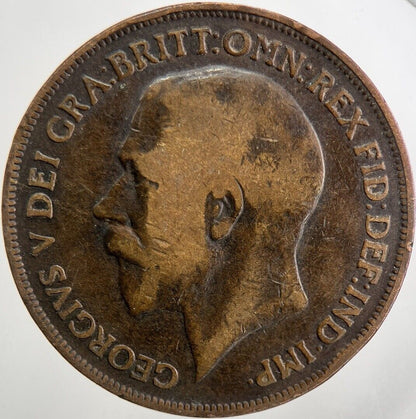 GEORGIVS V DEI GRA:BRITT:OMN:REX FID:DEF:IND:IMP: